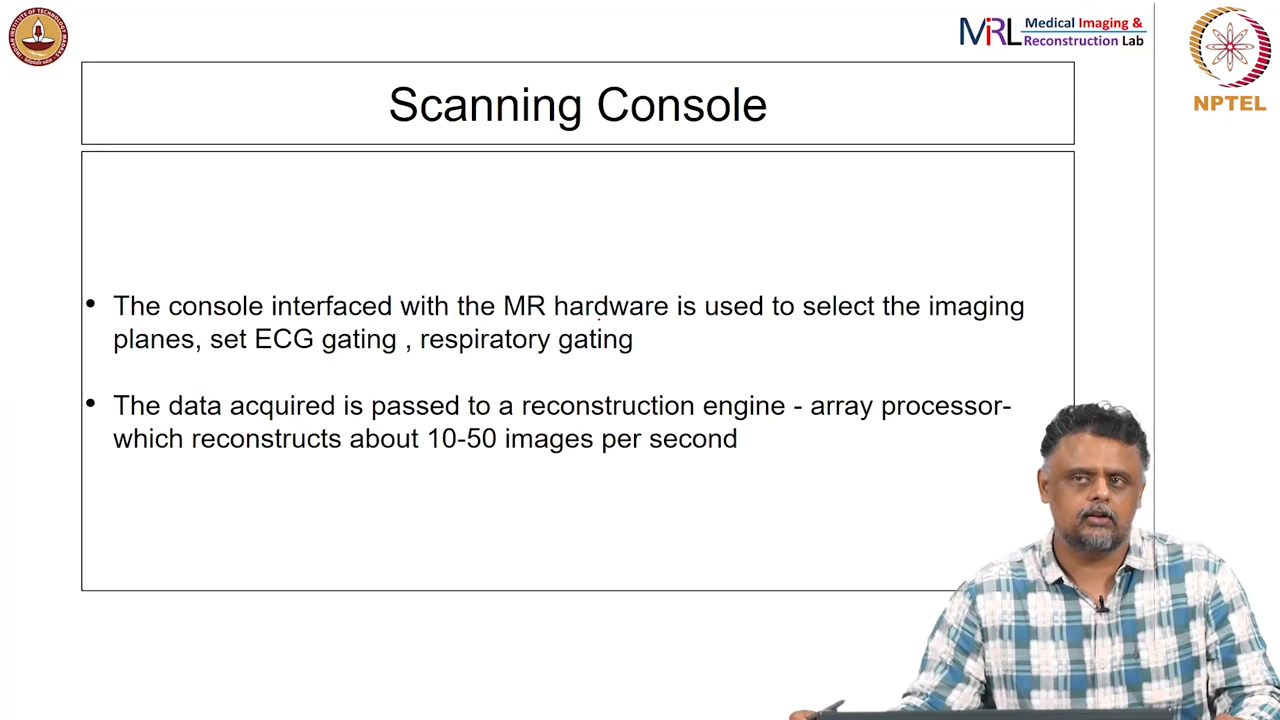 MiRL Medical Imaging &
Reconstruction Lab
NPTEL
Scanning Console
• The console interfaced with the MR hardware is used to select the imaging
planes, set ECG gating , respiratory gating
• The data acquired is passed to a reconstruction engine - array processor-
which reconstructs about 10-50 images per second